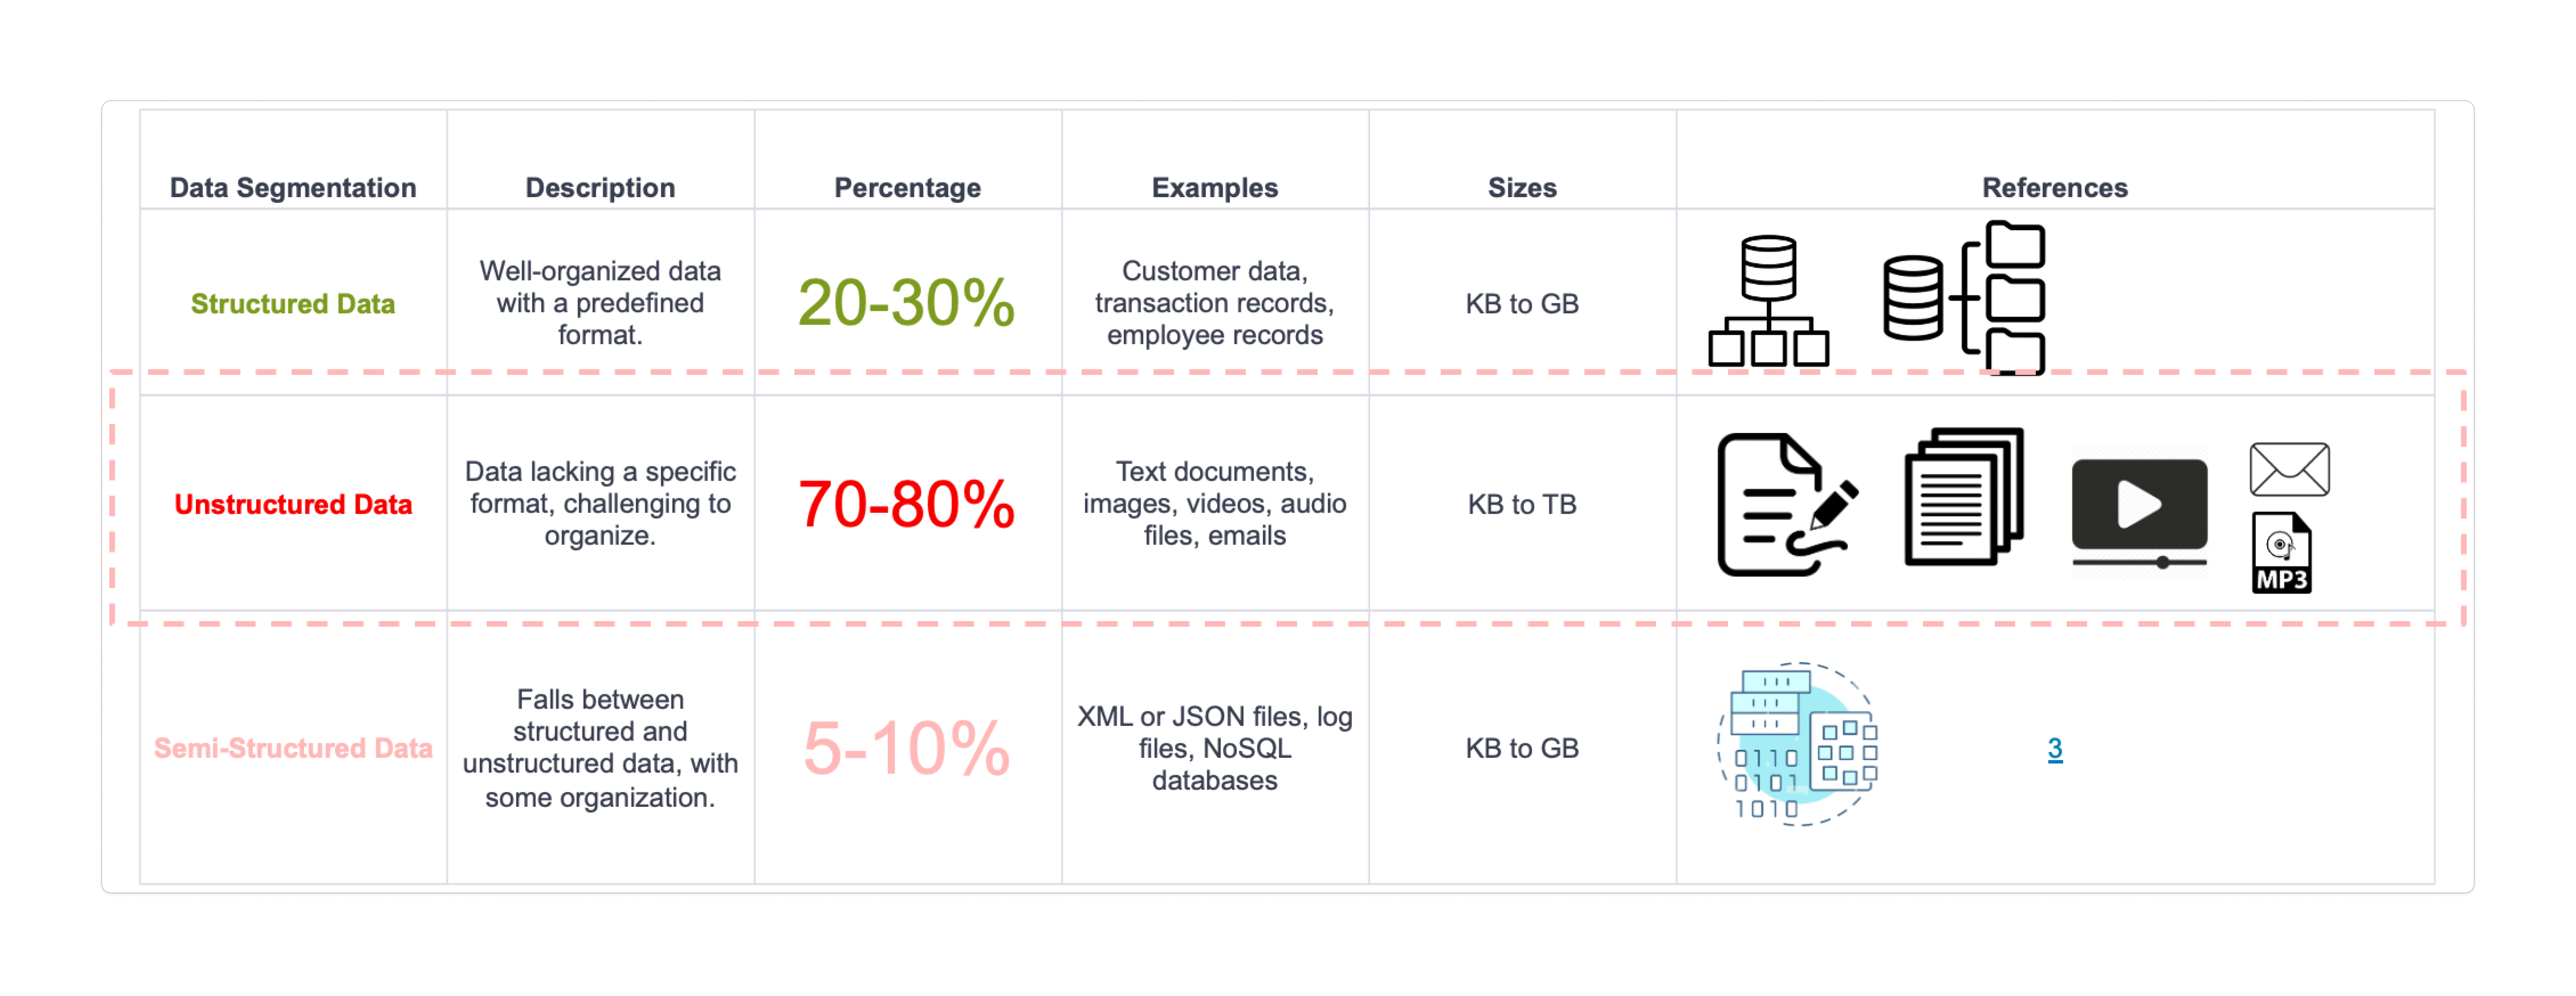 Data Segmentation
Description
Percentage
Examples
Sizes
References
Structured Data
Well-organized data
with a predefined
format.
20-30%
Customer data,
transaction records,
employee records
KB to GB
Unstructured Data
Data lacking a specific
format, challenging to
organize.
70-80%
Text documents,
images, videos, audio
files, emails
KB to TB
MP3
Semi-Structured Data
Falls between
structured and
unstructured data, with
some organization.
5-10%
XML or JSON files, log
files, NoSQL
databases
KB to GB
0110
0101
1010
3